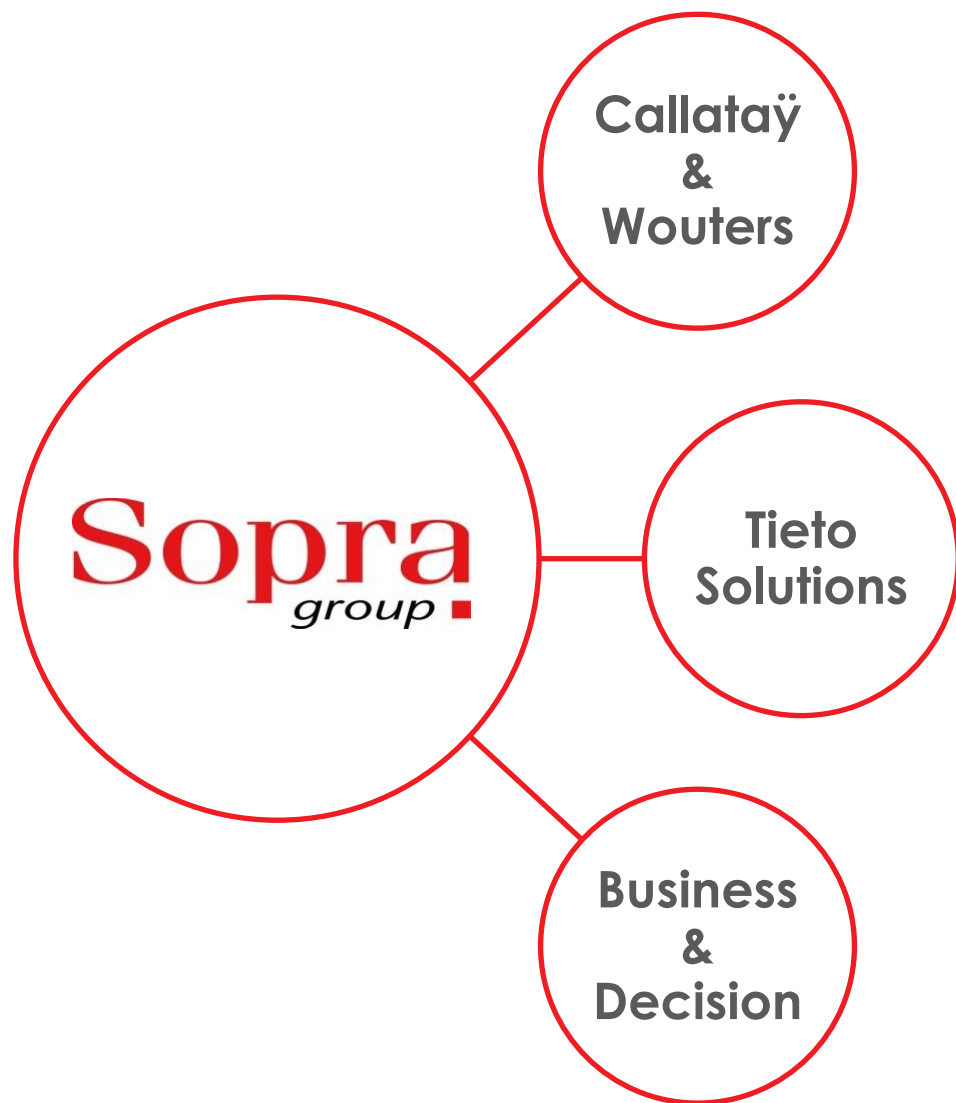 Callataÿ
&
Wouters
Sopra
group
Tieto
Solutions
Business
&
Decision